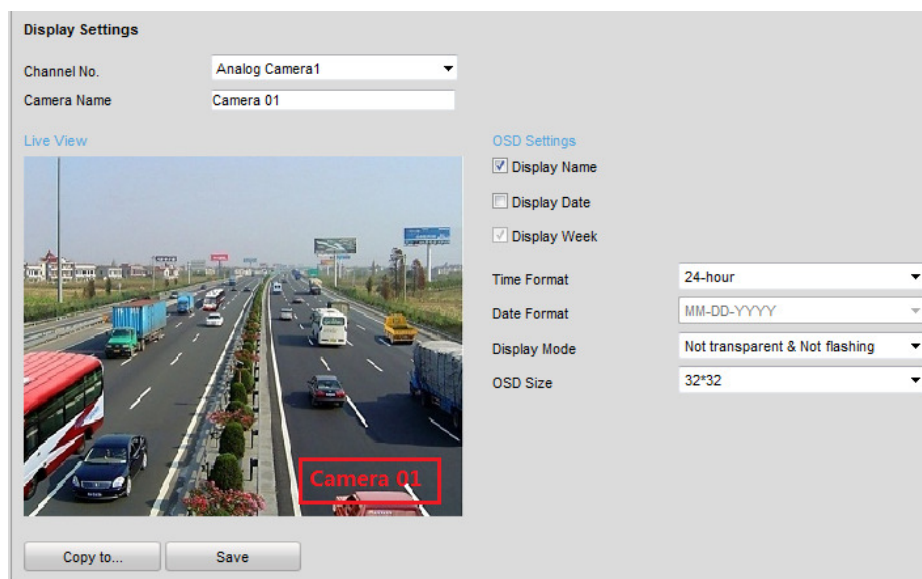 Display Settings
Channel No.
Analog Camera1
Camera Name
Camera 01
Live View
Camera 01
OSD Settings
Display Name
Display Date
Display Week
Time Format
24-hour
Date Format
MM-DD-YYYY
Display Mode
Not transparent & Not flashing
OSD Size
32*32
Copy to...
Save